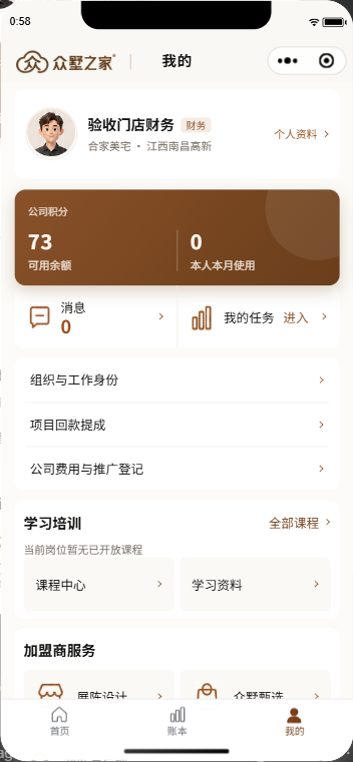 0:58
众墅之家
我的
验收门店财务 财务
合家美宅 · 江西南昌高新
个人资料
公司积分
73
可用余额
0
本人本月使用
消息
0
我的任务 进入
组织与工作身份
项目回款提成
公司费用与推广登记
学习培训
全部课程
当前岗位暂无已开放课程
课程中心
学习资料
加盟商服务
展阵设计
众墅甄选
首页
账本
我的